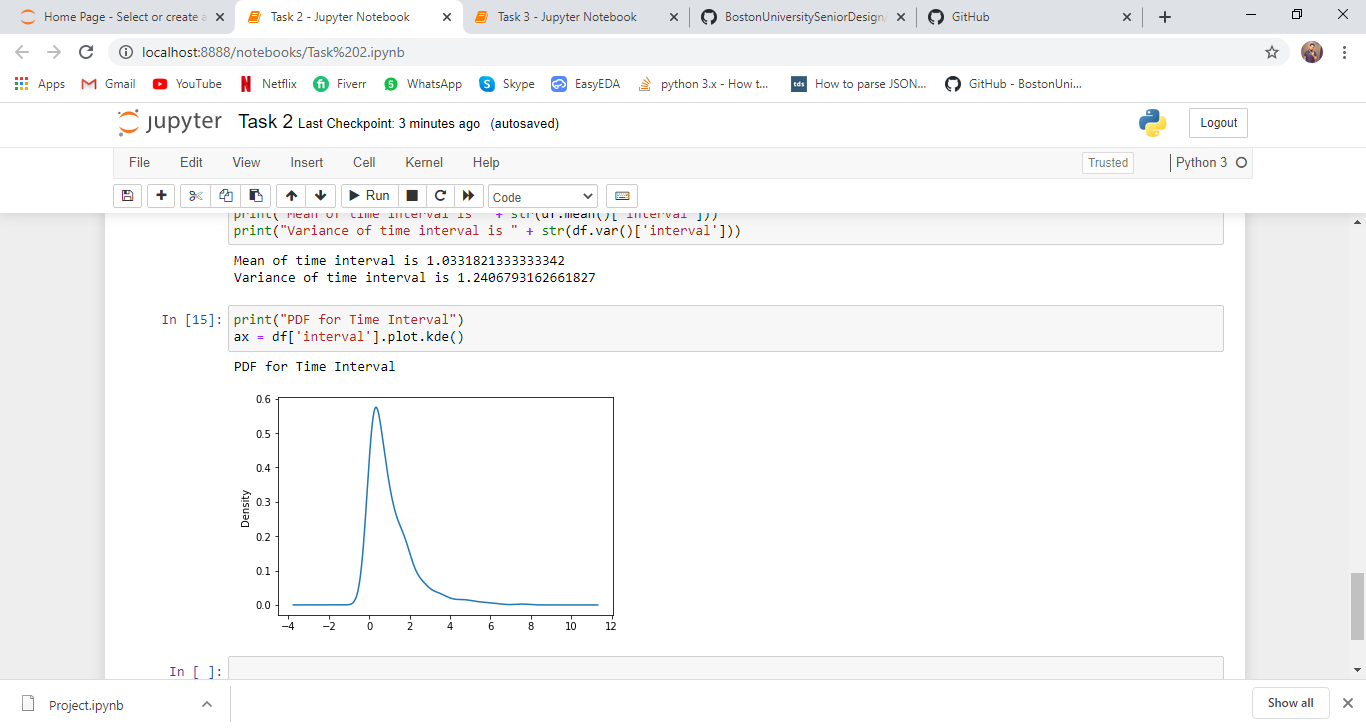 Home Page - Select or create a
Task 2 - Jupyter Notebook
Task 3 - Jupyter Notebook
BostonUniversitySeniorDesign/
GitHub
localhost:8888/notebooks/Task%202.ipynb
Apps
Gmail
YouTube
Netflix
Fiverr
WhatsApp
Skype
EasyEDA
python 3.x - How t...
tds
How to parse JSON...
GitHub - BostonUni...
jupyter
Task 2 Last Checkpoint: 3 minutes ago (autosaved)
Logout
File
Edit
View
Insert
Cell
Kernel
Help
Trusted
Python 3
Run
Code
print("Mean of time interval is " + str(df.mean()['interval']))
print("Variance of time interval is " + str(df.var()['interval']))
Mean of time interval is 1.0331821333333342
Variance of time interval is 1.2406793162661827
In [15]:
print("PDF for Time Interval")
ax = df['interval'].plot.kde()
PDF for Time Interval
0.6
0.5
0.4
0.3
0.2
0.1
0.0
Density
−4
−2
0
2
4
6
8
10
12
In [ ]:
Project.ipynb
Show all